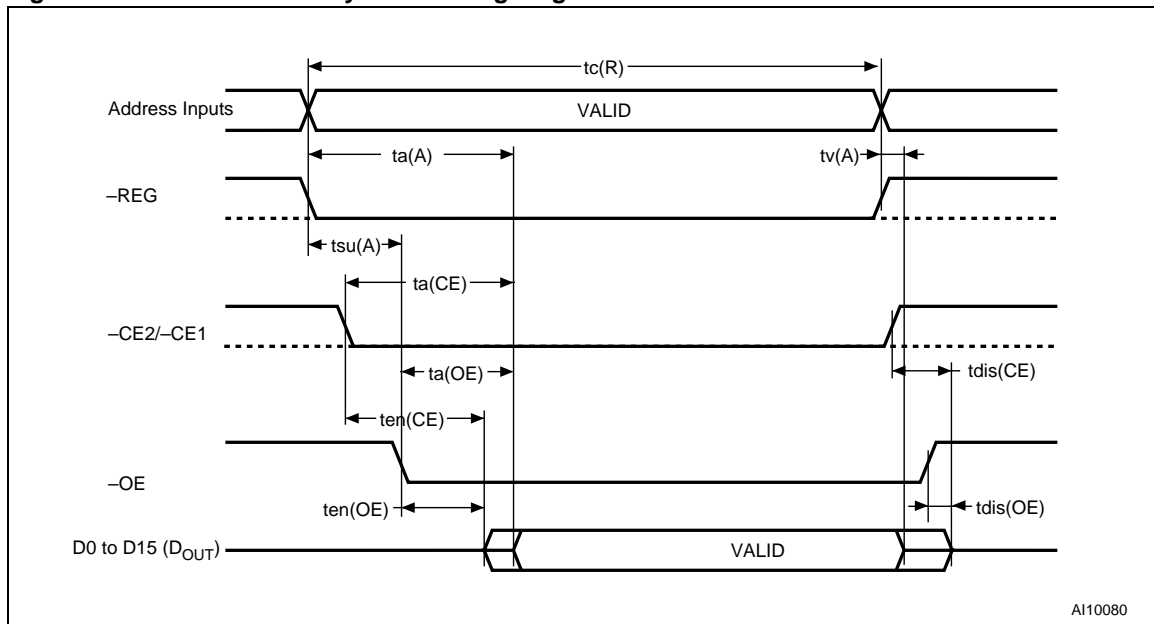 tc(R)
Address Inputs
VALID
ta(A)
tv(A)
–REG
tsu(A)
ta(CE)
–CE2/–CE1
ta(OE)
tdis(CE)
ten(CE)
–OE
ten(OE)
tdis(OE)
D0 to D15 (DOUT)
VALID
AI10080